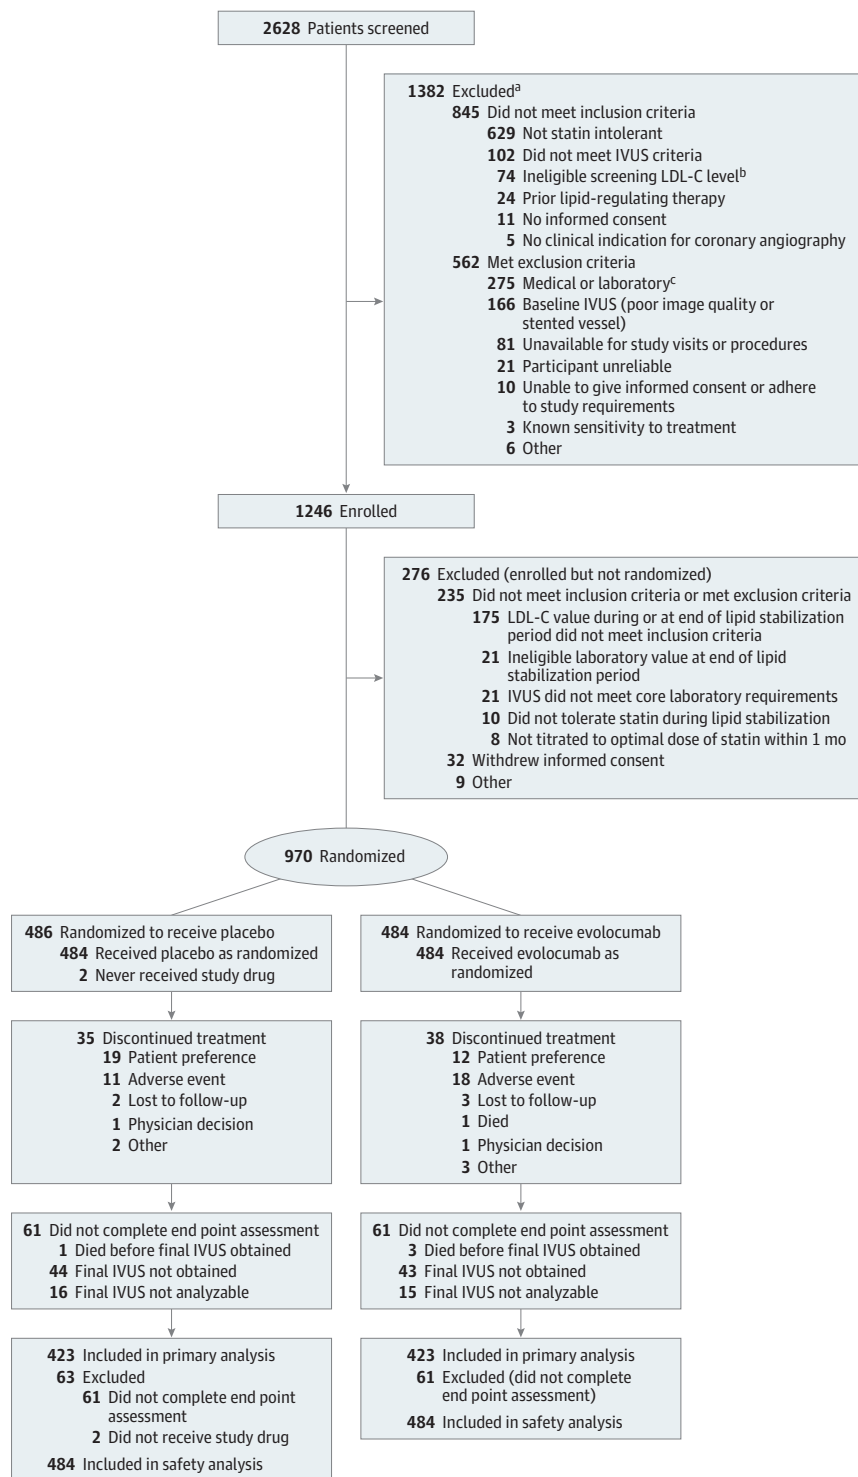 2628 Patients screened
1382 Excludedᵃ
845 Did not meet inclusion criteria
629 Not statin intolerant
102 Did not meet IVUS criteria
74 Ineligible screening LDL-C levelᵇ
24 Prior lipid-regulating therapy
11 No informed consent
5 No clinical indication for coronary angiography
562 Met exclusion criteria
275 Medical or laboratoryᶜ
166 Baseline IVUS (poor image quality or
stented vessel)
81 Unavailable for study visits or procedures
21 Participant unreliable
10 Unable to give informed consent or adhere
to study requirements
3 Known sensitivity to treatment
6 Other
1246 Enrolled
276 Excluded (enrolled but not randomized)
235 Did not meet inclusion criteria or met exclusion criteria
175 LDL-C value during or at end of lipid stabilization
period did not meet inclusion criteria
21 Ineligible laboratory value at end of lipid
stabilization period
21 IVUS did not meet core laboratory requirements
10 Did not tolerate statin during lipid stabilization
8 Not titrated to optimal dose of statin within 1 mo
32 Withdrew informed consent
9 Other
970 Randomized
486 Randomized to receive placebo
484 Received placebo as randomized
2 Never received study drug
484 Randomized to receive evolocumab
484 Received evolocumab as
randomized
35 Discontinued treatment
19 Patient preference
11 Adverse event
2 Lost to follow-up
1 Physician decision
2 Other
38 Discontinued treatment
12 Patient preference
18 Adverse event
3 Lost to follow-up
1 Died
1 Physician decision
3 Other
61 Did not complete end point assessment
1 Died before final IVUS obtained
44 Final IVUS not obtained
16 Final IVUS not analyzable
61 Did not complete end point assessment
3 Died before final IVUS obtained
43 Final IVUS not obtained
15 Final IVUS not analyzable
423 Included in primary analysis
63 Excluded
61 Did not complete end point
assessment
2 Did not receive study drug
484 Included in safety analysis
423 Included in primary analysis
61 Excluded (did not complete
end point assessment)
484 Included in safety analysis